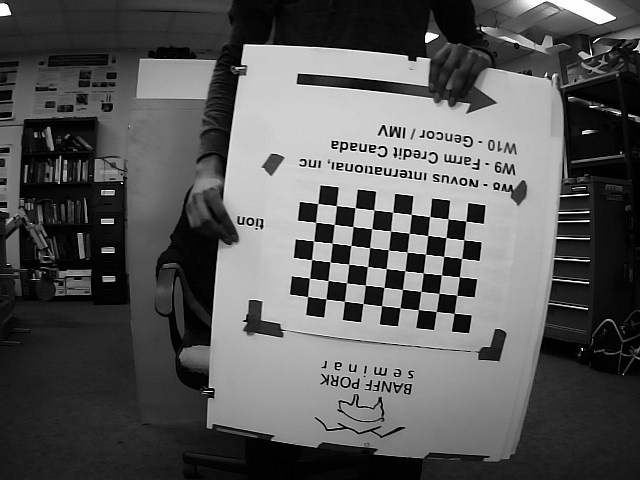 BANFF PORK
seminar
tion
W8 - Novus International, Inc
W9 - Farm Credit Canada
W10 - Gencor / IMV